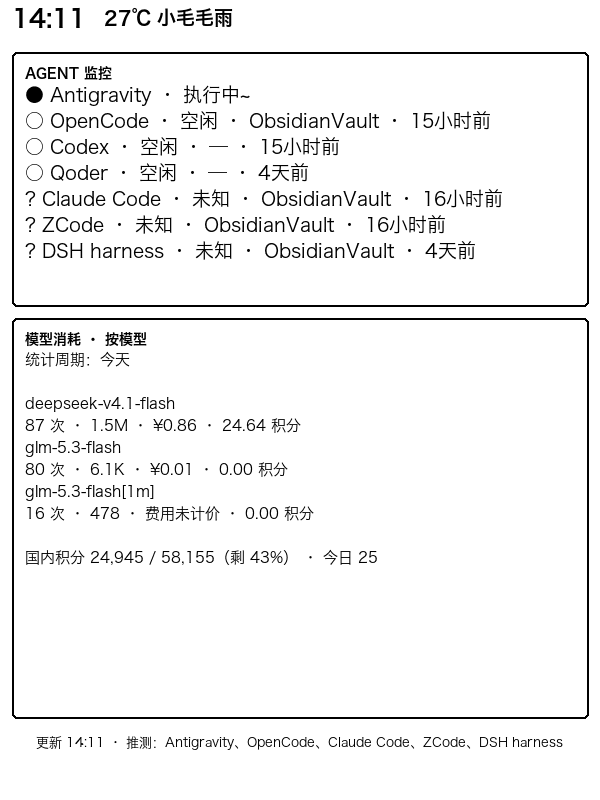 14:11 27℃ 小毛毛雨
AGENT 监控
● Antigravity · 执行中~
○ OpenCode · 空闲 · ObsidianVault · 15小时前
○ Codex · 空闲 · — · 15小时前
○ Qoder · 空闲 · — · 4天前
? Claude Code · 未知 · ObsidianVault · 16小时前
? ZCode · 未知 · ObsidianVault · 16小时前
? DSH harness · 未知 · ObsidianVault · 4天前
模型消耗 · 按模型
统计周期：今天
deepseek-v4.1-flash
87 次 · 1.5M · ¥0.86 · 24.64 积分
glm-5.3-flash
80 次 · 6.1K · ¥0.01 · 0.00 积分
glm-5.3-flash[1m]
16 次 · 478 · 费用未计价 · 0.00 积分
国内积分 24,945 / 58,155（剩 43%） · 今日 25
更新 14:11 · 推测：Antigravity、OpenCode、Claude Code、ZCode、DSH harness